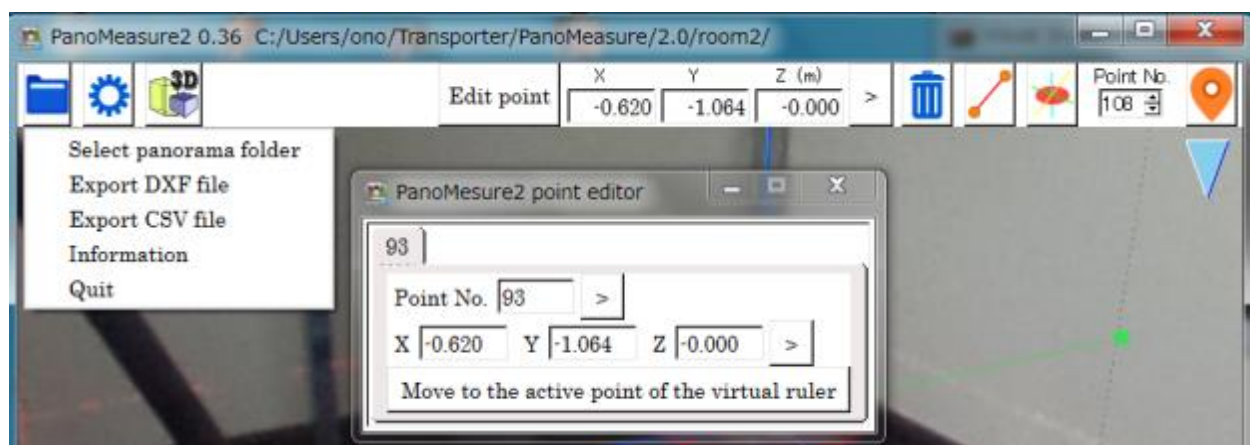 PanoMeasure2 0.36 C:/Users/ono/Transporter/PanoMeasure/2.0/room2/
3D
Edit point
X Y Z (m)
-0.620 -1.064 -0.000 >
Point No.
108
Select panorama folder
Export DXF file
Export CSV file
Information
Quit
PanoMesure2 point editor
93
Point No. 93 >
X -0.620 Y -1.064 Z -0.000 >
Move to the active point of the virtual ruler